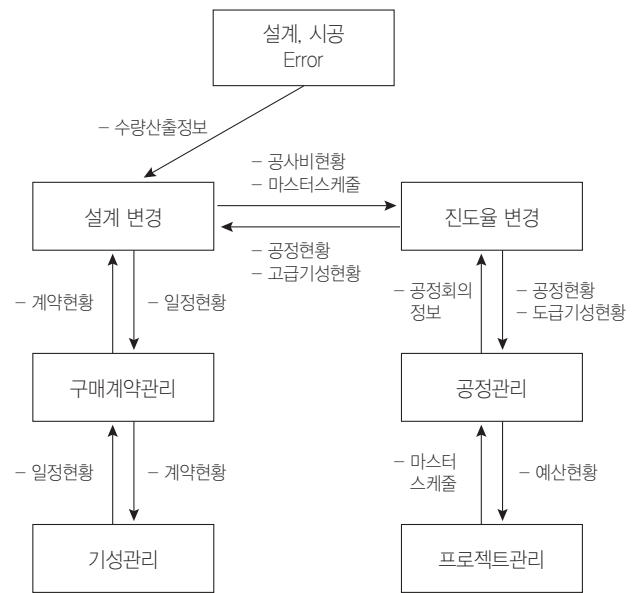 설계, 시공
Error
– 수량산출정보
– 공사비현황
– 마스터스케줄
설계 변경
진도율 변경
– 공정현황
– 고급기성현황
– 계약현황
– 일정현황
– 공정회의
정보
– 공정현황
– 도급기성현황
구매계약관리
공정관리
– 일정현황
– 계약현황
– 마스터
스케줄
– 예산현황
기성관리
프로젝트관리